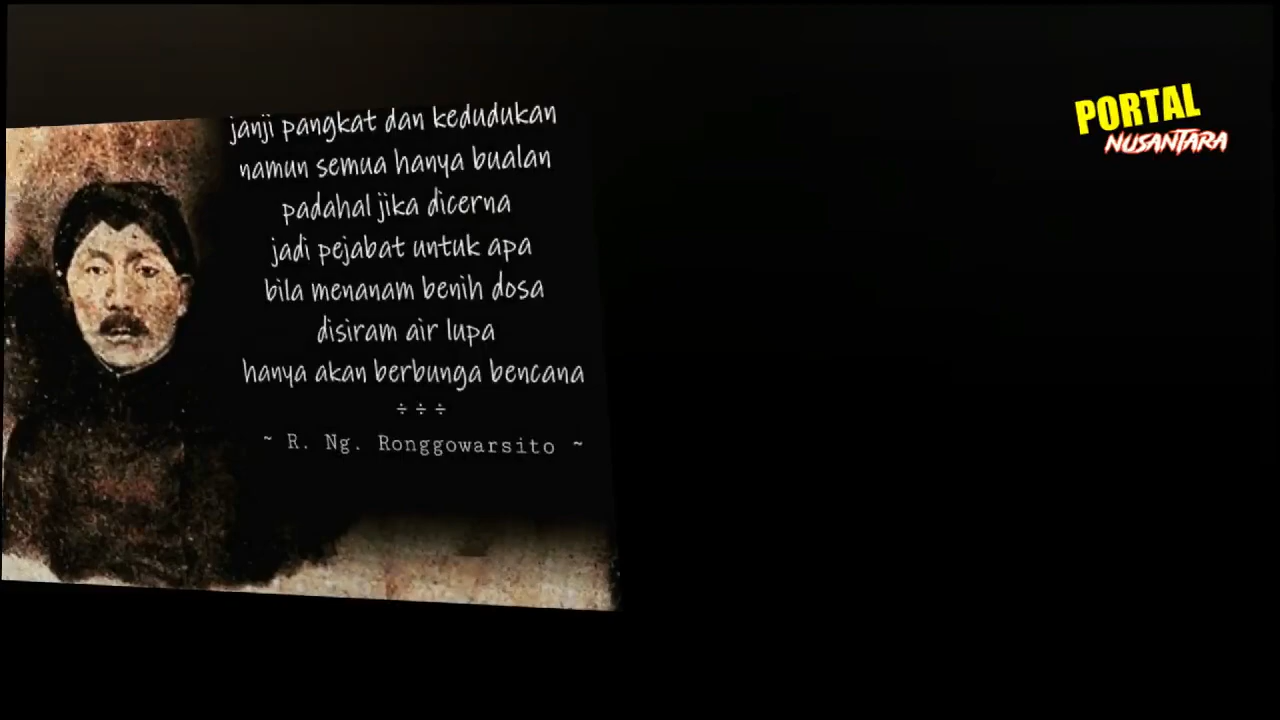 janji pangkat dan kedudukan
namun semua hanya bualan
padahal jika dicerna
jadi pejabat untuk apa
bila menanam benih dosa
disiram air lupa
hanya akan berbunga bencana
÷ ÷ ÷
~ R. Ng. Ronggowarsito ~
PORTAL
NUSANTARA